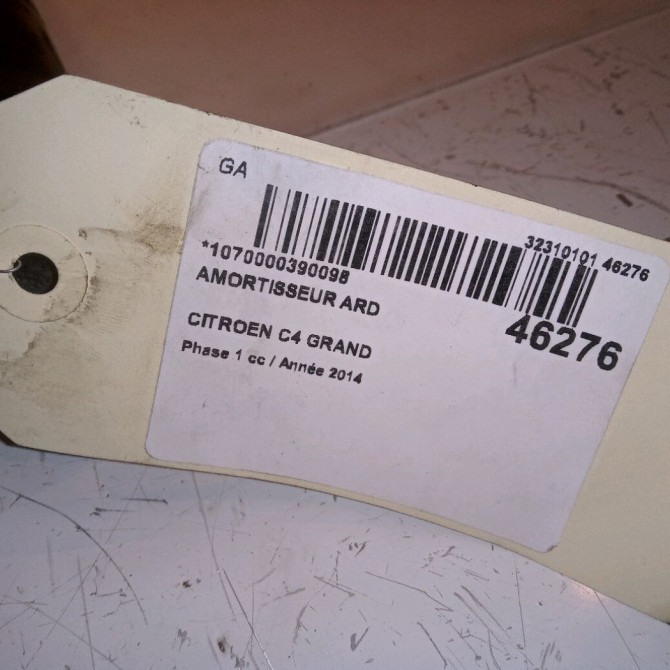 GA
32310101 46276
*1070000390098
AMORTISSEUR ARD
46276
CITROEN C4 GRAND
Phase 1 cc / Année 2014